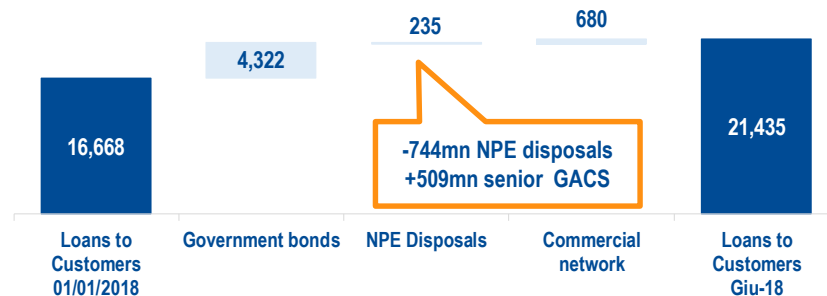 235
680
4,322
16,668
21,435
-744mn NPE disposals
+509mn senior GACS
Loans to
Customers
01/01/2018
Government bonds
NPE Disposals
Commercial
network
Loans to
Customers
Giu-18